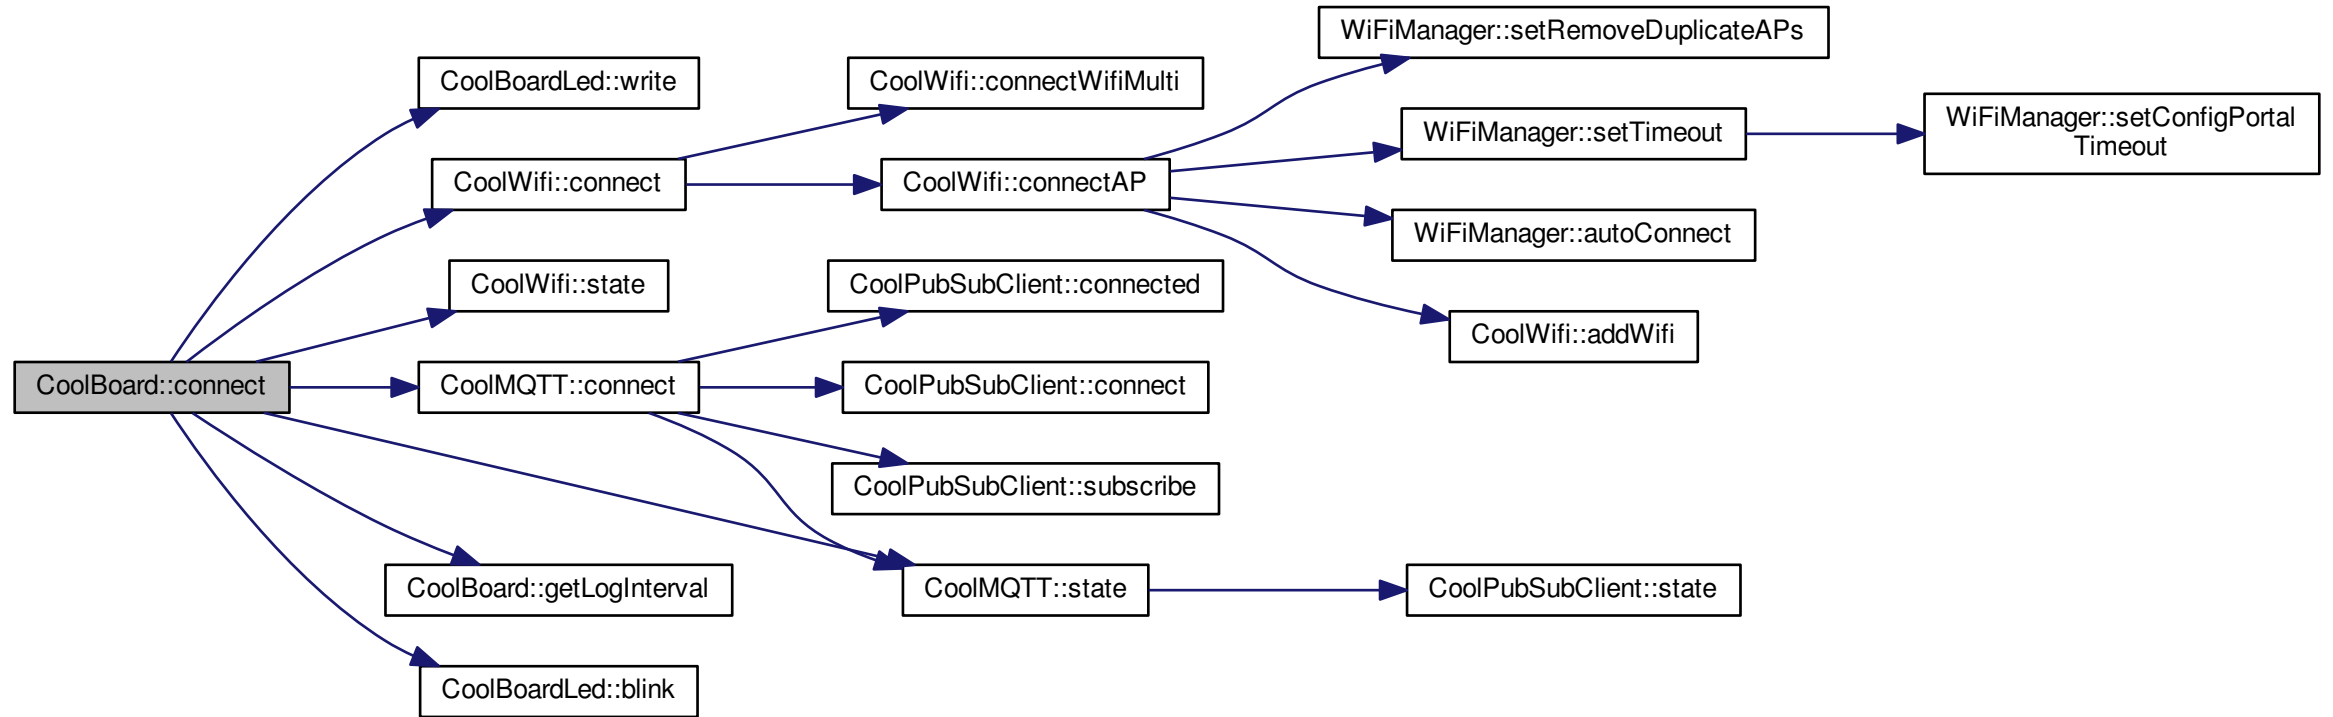 WiFiManager::setRemoveDuplicateAPs
CoolBoardLed::write
CoolWifi::connectWifiMulti
WiFiManager::setTimeout
WiFiManager::setConfigPortal
Timeout
CoolWifi::connect
CoolWifi::connectAP
WiFiManager::autoConnect
CoolWifi::state
CoolPubSubClient::connected
CoolWifi::addWifi
CoolBoard::connect
CoolMQTT::connect
CoolPubSubClient::connect
CoolPubSubClient::subscribe
CoolBoard::getLogInterval
CoolMQTT::state
CoolPubSubClient::state
CoolBoardLed::blink